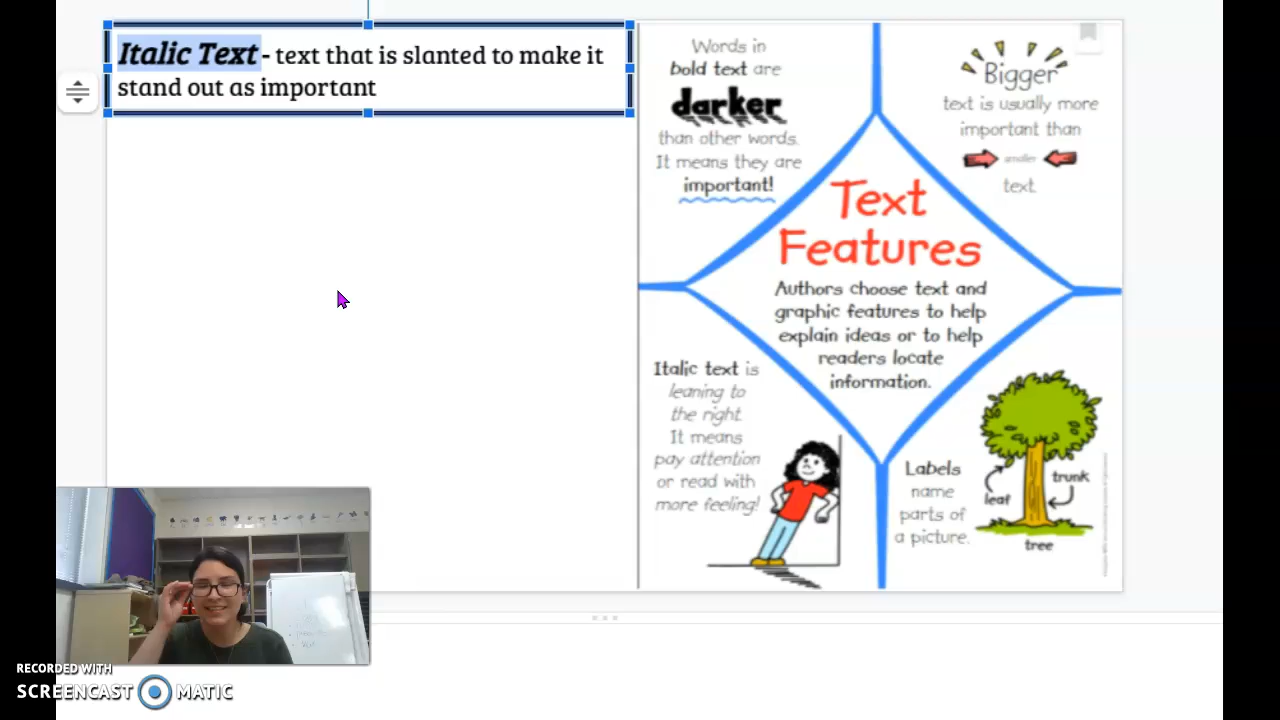 Italic Text - text that is slanted to make it
stand out as important
Words in
bold text are
darker
than other words.
It means they are
important!
Bigger
text is usually more
important than
smaller
text.
Text
Features
Authors choose text and
graphic features to help
explain ideas or to help
readers locate
information.
Italic text is
leaning to
the right.
It means
pay attention
or read with
more feeling!
Labels
name
parts of
a picture.
leaf
trunk
tree
RECORDED WITH
SCREENCAST MATIC